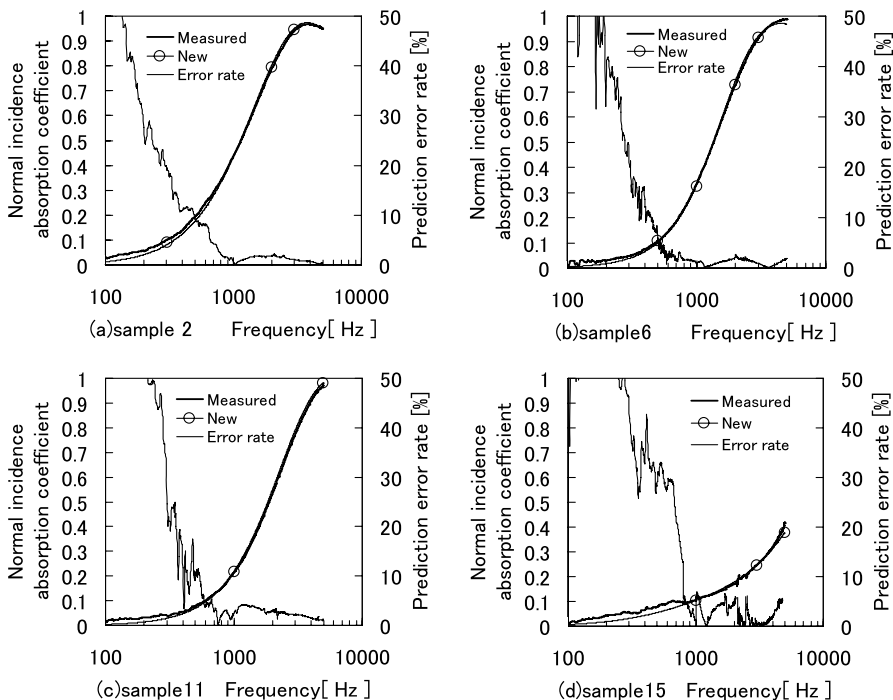 Normal incidence
absorption coefficient
1
0.9
0.8
0.7
0.6
0.5
0.4
0.3
0.2
0.1
0
Measured
New
Error rate
50
40
30
20
10
0
Prediction error rate [%]
100 1000 10000
(a)sample 2 Frequency[ Hz ]
Normal incidence
absorption coefficient
1
0.9
0.8
0.7
0.6
0.5
0.4
0.3
0.2
0.1
0
Measured
New
Error rate
50
40
30
20
10
0
Prediction error rate [%]
100 1000 10000
(b)sample6 Frequency[ Hz ]
Normal incidence
absorption coefficient
1
0.9
0.8
0.7
0.6
0.5
0.4
0.3
0.2
0.1
0
Measured
New
Error rate
50
40
30
20
10
0
Prediction error rate [%]
100 1000 10000
(c)sample11 Frequency[ Hz ]
Normal incidence
absorption coefficient
1
0.9
0.8
0.7
0.6
0.5
0.4
0.3
0.2
0.1
0
Measured
New
Error rate
50
40
30
20
10
0
Prediction error rate [%]
100 1000 10000
(d)sample15 Frequency[ Hz ]